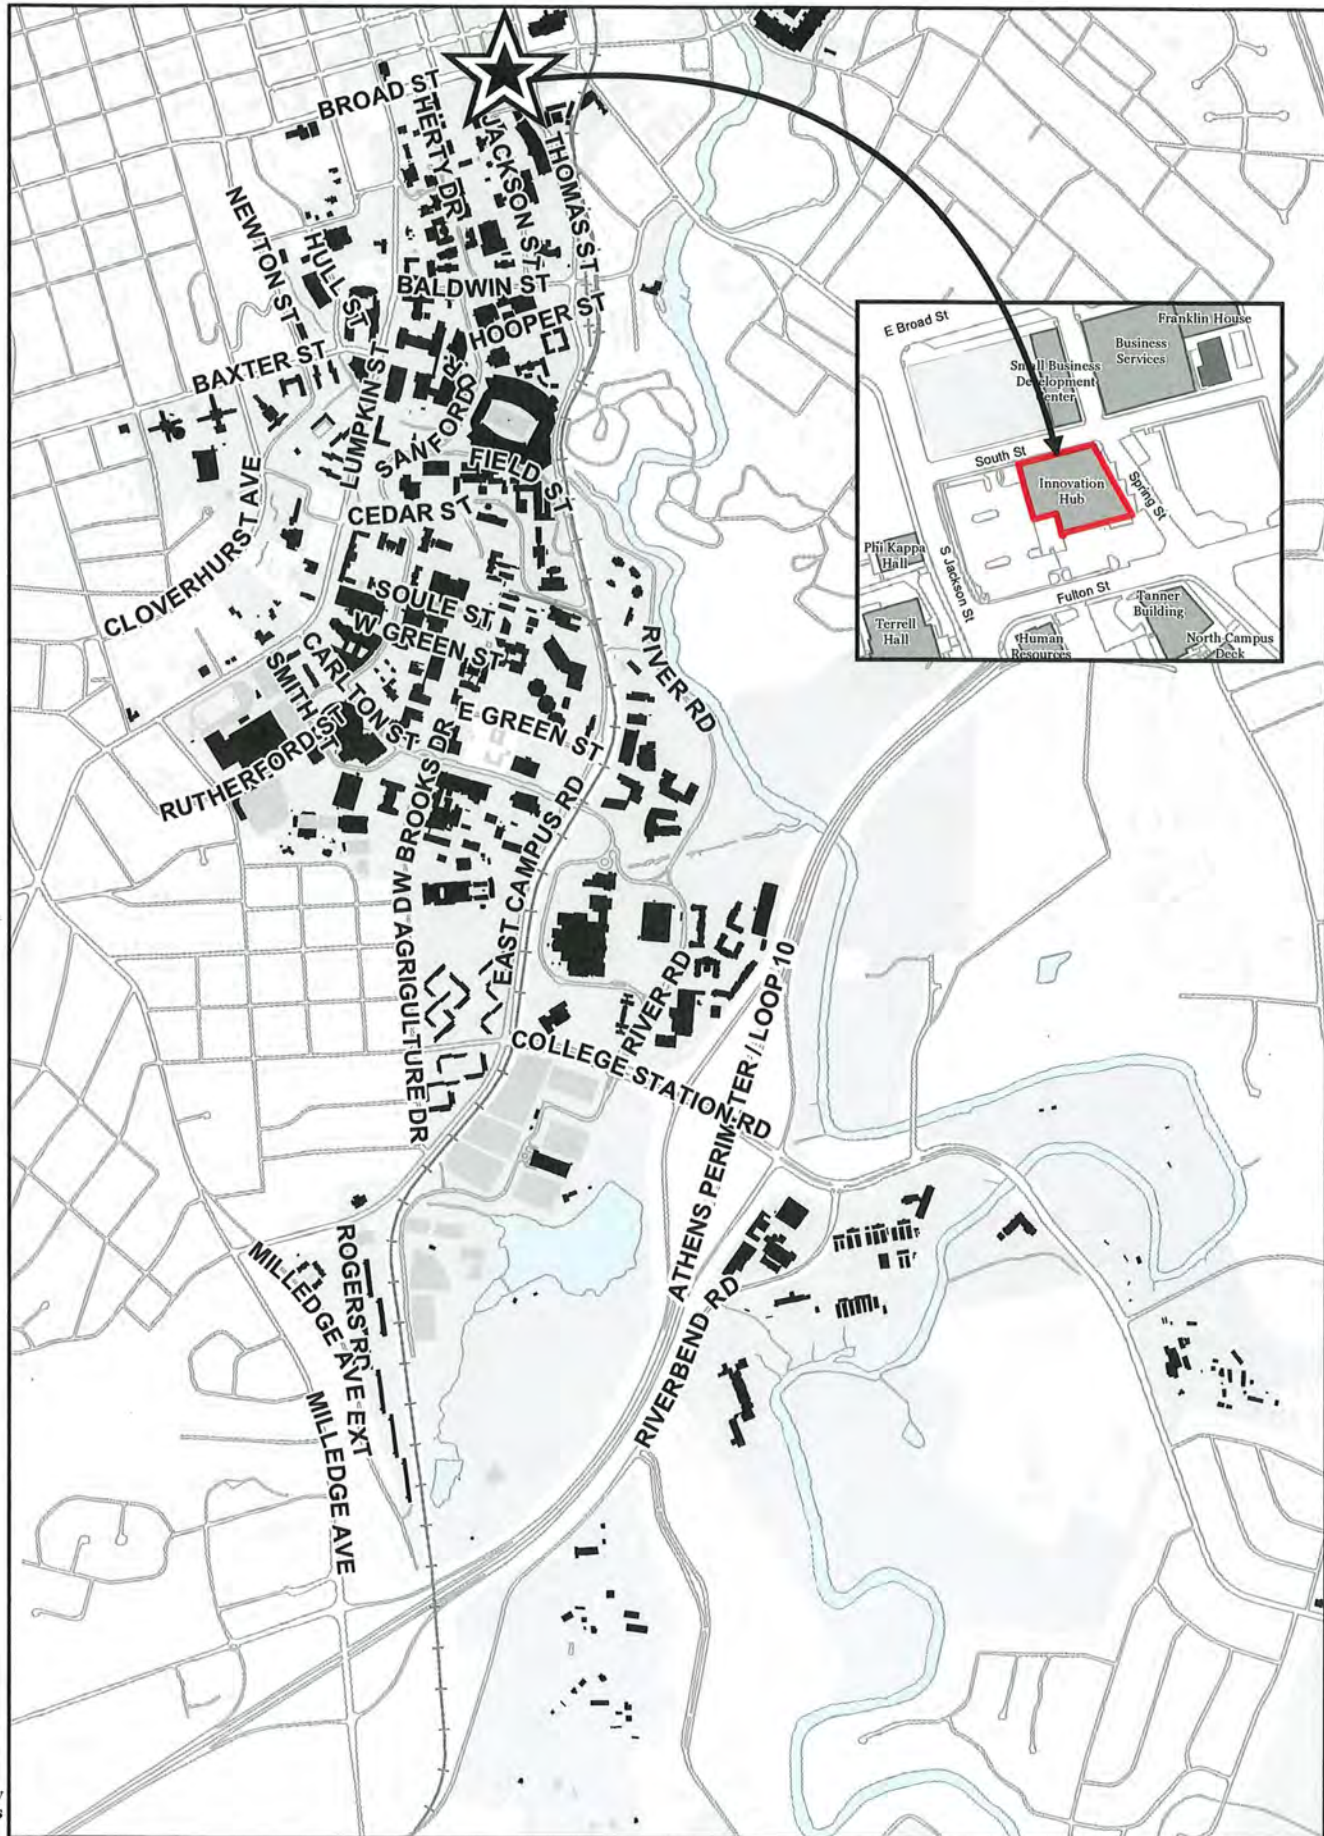 BROAD ST
HERTY DR
JACKSON ST
THOMAS ST
NEWTON ST
HULL ST
BALDWIN ST
HOOPER ST
BAXTER ST
LUMPKIN ST
SANFORD DR
FIELD ST
CEDAR ST
CLOVERHURST AVE
SOULE ST
W GREEN ST
CARLTON ST
SMITH ST
RIVER RD
E GREEN ST
RUTHERFORD ST
DW BROOKS DR
EAST CAMPUS RD
AGRIGULTURE DR
RIVER RD
COLLEGE STATION RD
ATHENS PERIMETER / LOOP 10
ROGERS RD
MILLEDGE AVE EXT
MILLEDGE AVE
RIVERBEND RD
E Broad St
Franklin House
Business
Services
Small Business
Development
Center
South St
Innovation
Hub
Spring St
Phi Kappa
Hall
S Jackson St
Fulton St
Tanner
Building
Terrell
Hall
Human
Resources
North Campus
Deck